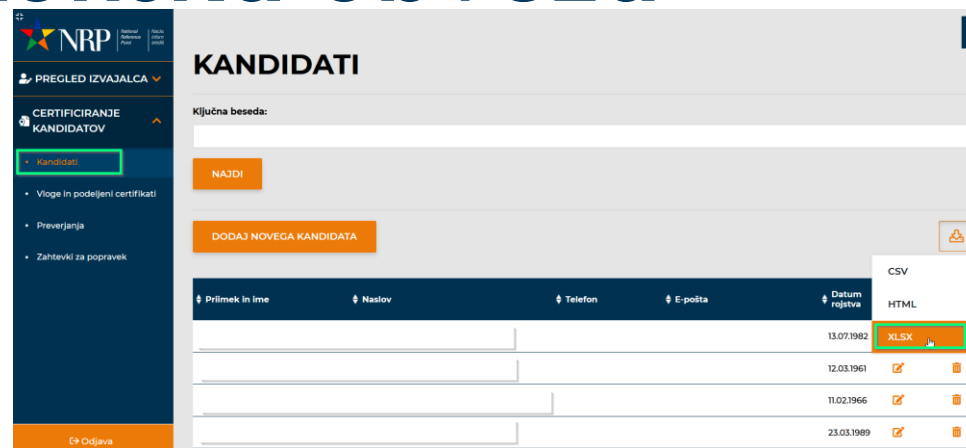 NRP National Reference Point
PREGLED IZVAJALCA
CERTIFICIRANJE
KANDIDATOV
Kandidati
Vloge in podeljeni certifikati
Preverjanja
Zahtevki za popravek
Odjava
KANDIDATI
Ključna beseda:
NAJDI
DODAJ NOVEGA KANDIDATA
CSV
HTML
XLSX
Priimek in ime
Naslov
Telefon
E-pošta
Datum
rojstva
13.07.1982
12.03.1961
11.02.1966
23.03.1989